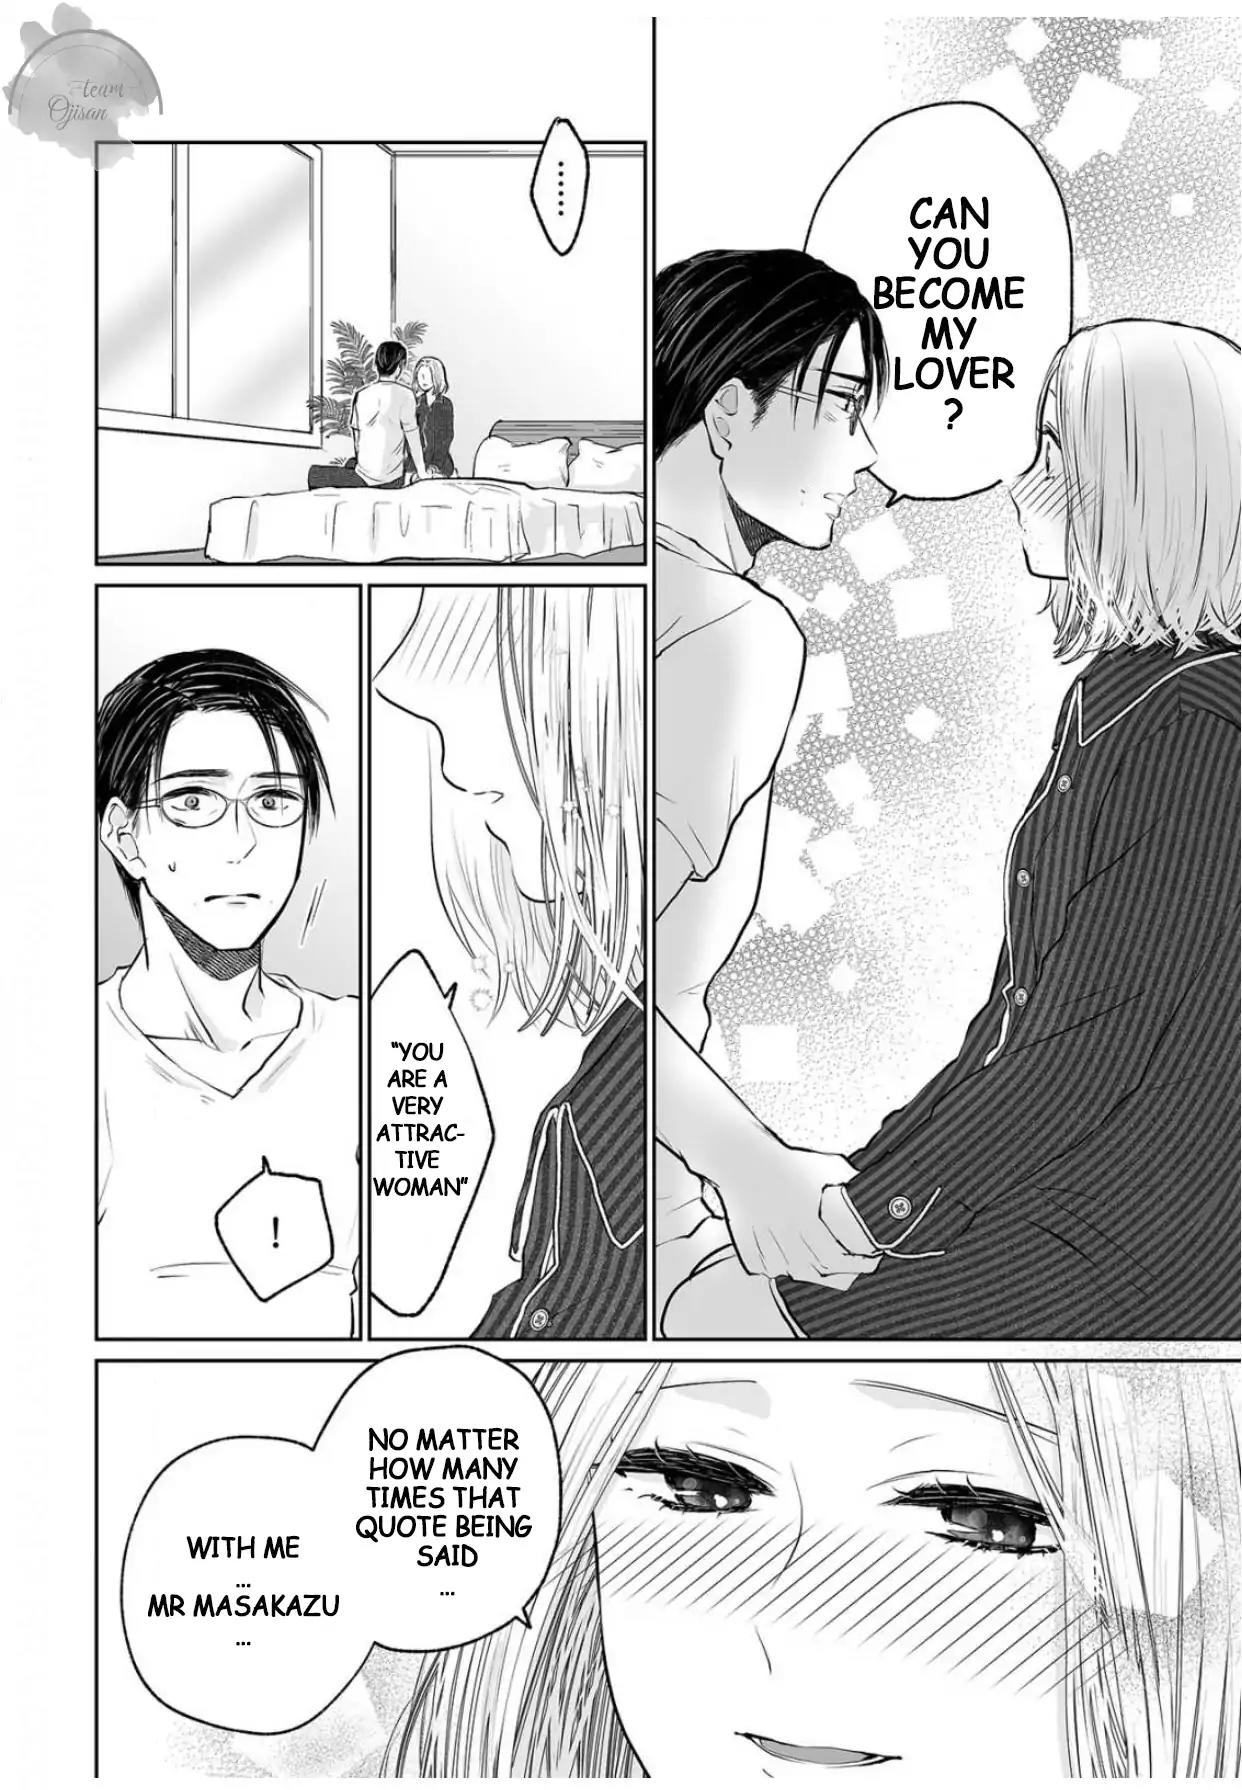 team
Ojisan
CAN
YOU
BECOME
MY
LOVER
?
.......
"YOU
ARE A
VERY
ATTRAC-
TIVE
WOMAN"
!
NO MATTER
HOW MANY
TIMES THAT
QUOTE BEING
SAID
...
WITH ME
...
MR MASAKAZU
...